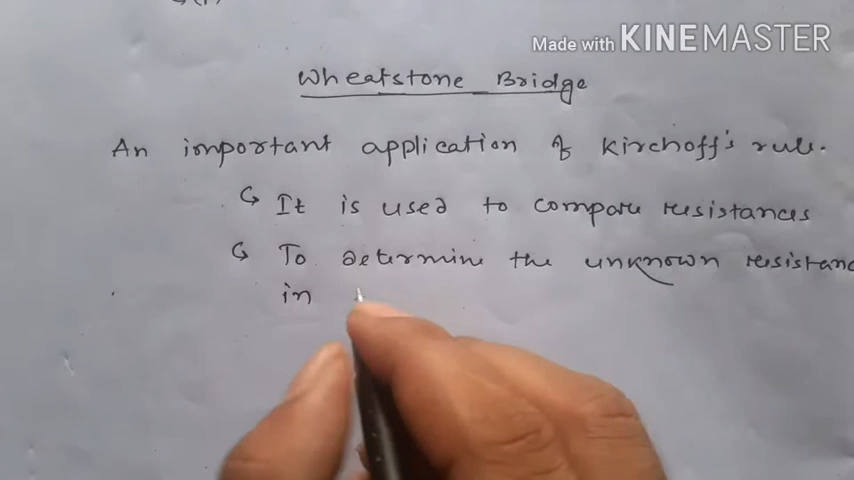 Made with KINEMASTER
Wheatstone Bridge
An important application of Kirchoff's rule.
↳ It is used to compare resistances
↳ To determine the unknown resistanc
in